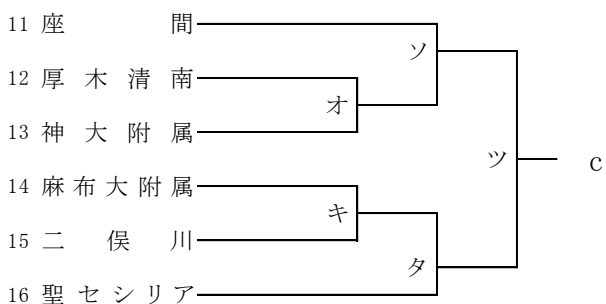 11 座間
ソ
12 厚木清南
オ
13 神大附属
ツ
c
14 麻布大附属
キ
15 二俣川
タ
16 聖セシリア